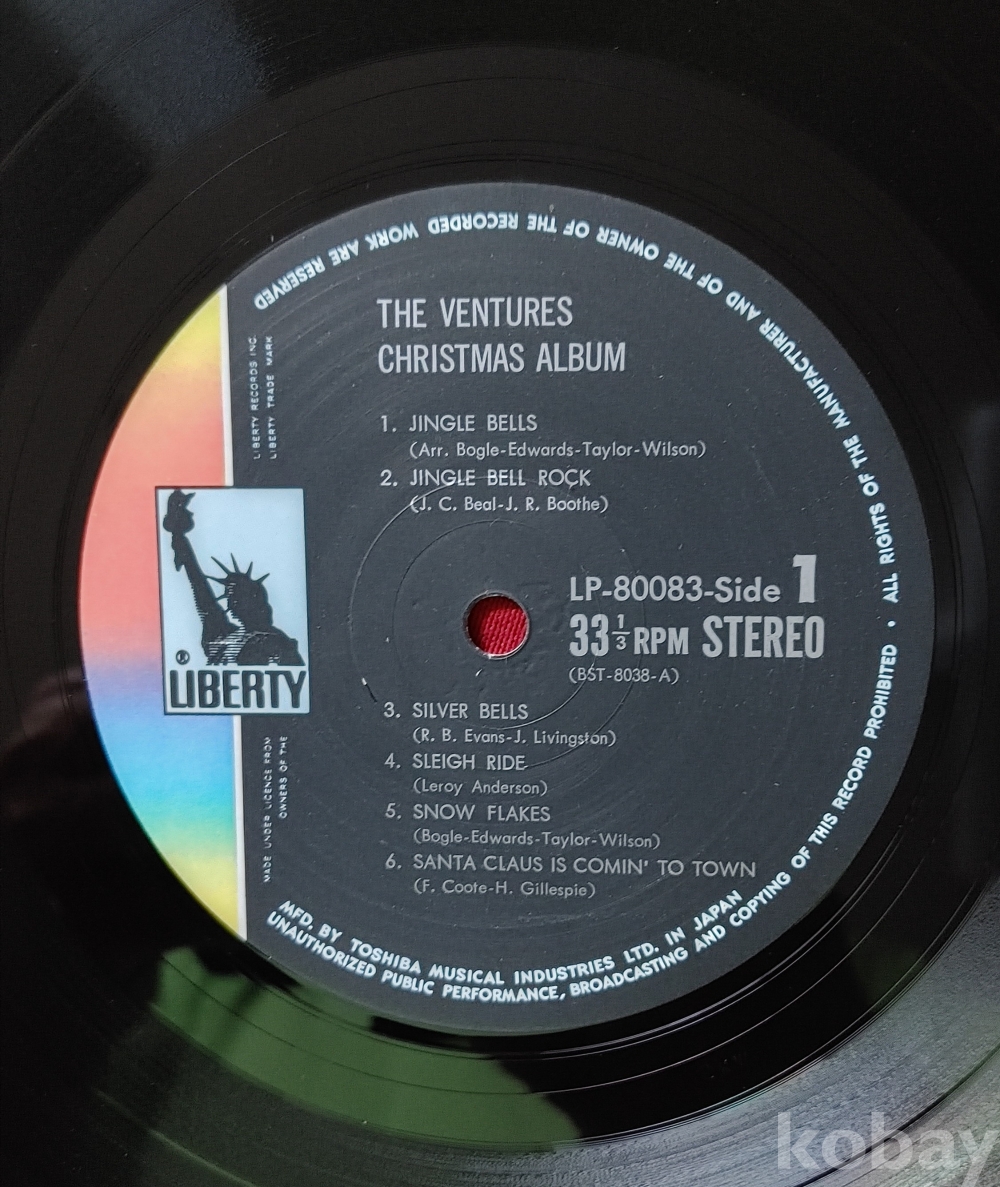 THE VENTURES
CHRISTMAS ALBUM
1. JINGLE BELLS
(Arr. Bogle-Edwards-Taylor-Wilson)
2. JINGLE BELL ROCK
(J. C. Beal-J. R. Boothe)
LP-80083-Side 1
33 1/3 RPM STEREO
(BST-8038-A)
3. SILVER BELLS
(R. B. Evans-J. Livingston)
4. SLEIGH RIDE
(Leroy Anderson)
5. SNOW FLAKES
(Bogle-Edwards-Taylor-Wilson)
6. SANTA CLAUS IS COMIN' TO TOWN
(F. Coote-H. Gillespie)
LIBERTY RECORDS INC.
LIBERTY TRADE MARK
®
LIBERTY
MADE UNDER LICENCE FROM
OWNERS OF THE
MFD. BY TOSHIBA MUSICAL INDUSTRIES LTD. IN JAPAN
UNAUTHORIZED PUBLIC PERFORMANCE, BROADCASTING AND COPYING OF THIS RECORD PROHIBITED • ALL RIGHTS OF THE MANUFACTURER AND OF THE OWNER OF THE RECORDED WORK ARE RESERVED
kobay